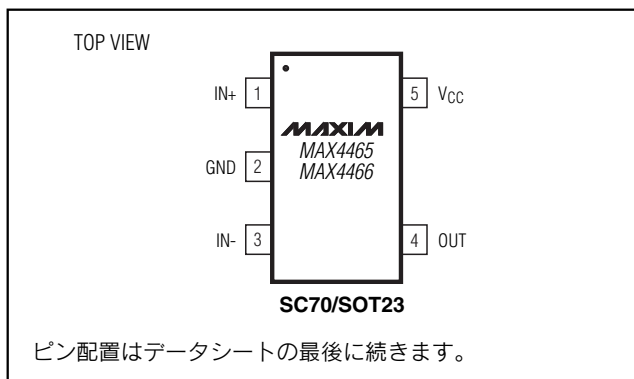 TOP VIEW
IN+ 1
5 VCC
MAXIM
MAX4465
MAX4466
GND 2
IN- 3
4 OUT
SC70/SOT23
ピン配置はデータシートの最後に続きます。